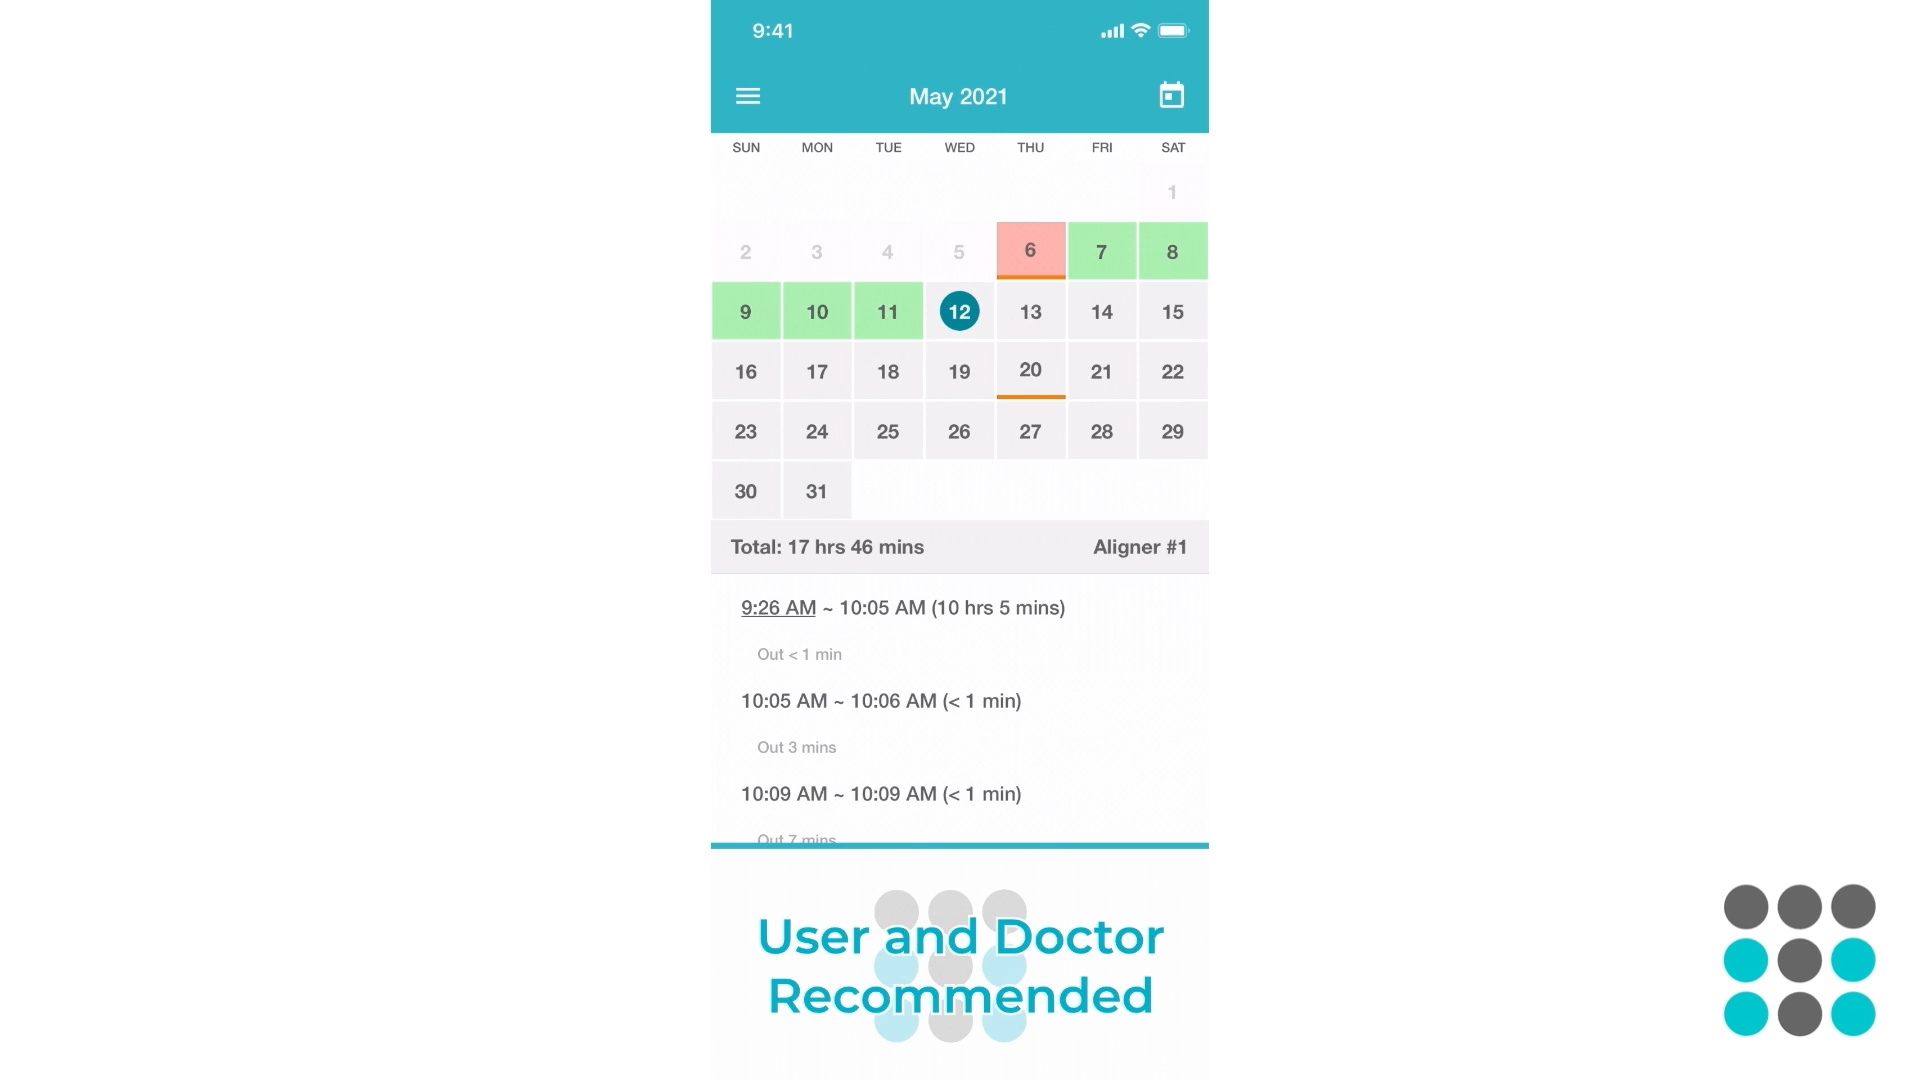 9:41
May 2021
SUN MON TUE WED THU FRI SAT
1
2 3 4 5 6 7 8
9 10 11 12 13 14 15
16 17 18 19 20 21 22
23 24 25 26 27 28 29
30 31
Total: 17 hrs 46 mins Aligner #1
9:26 AM ~ 10:05 AM (10 hrs 5 mins)
Out < 1 min
10:05 AM ~ 10:06 AM (< 1 min)
Out 3 mins
10:09 AM ~ 10:09 AM (< 1 min)
Out 7 mins
User and Doctor
Recommended